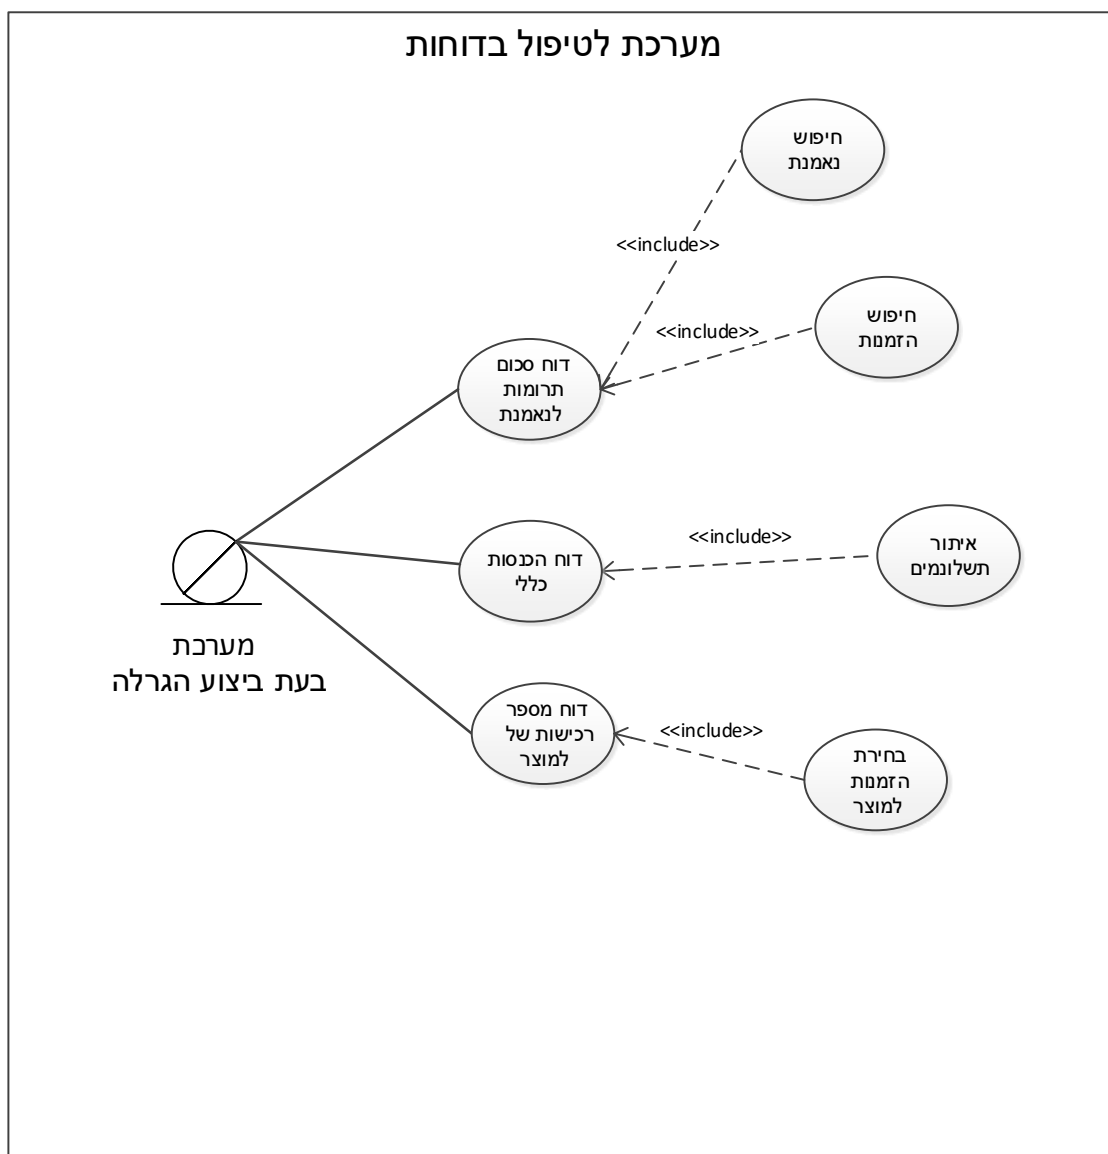 מערכת לטיפול בדוחות
חיפוש
נאמנת
<<include>>
חיפוש
הזמנות
<<include>>
דוח סכום
תרומות
לנאמנת
איתור
תשלונמים
<<include>>
דוח הכנסות
כללי
מערכת
בעת ביצוע הגרלה
דוח מספר
רכישות של
למוצר
<<include>>
בחירת
הזמנות
למוצר